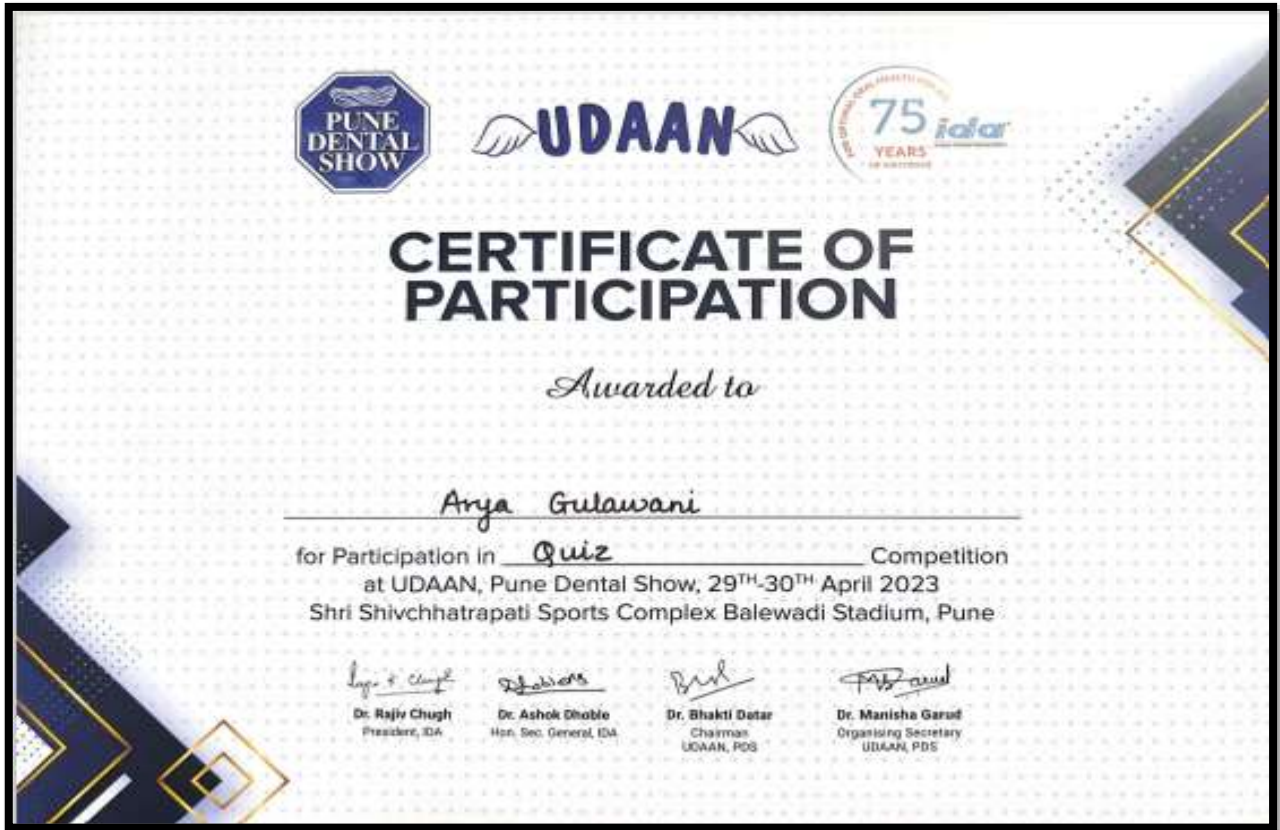 PUNE
DENTAL
SHOW
UDAAN
75
YEARS
ida
CERTIFICATE OF
PARTICIPATION
Awarded to
Arya Gulawani
for Participation in Quiz Competition
at UDAAN, Pune Dental Show, 29TH-30TH April 2023
Shri Shivchhatrapati Sports Complex Balewadi Stadium, Pune
Dr. Rajiv Chugh
President, IDA
Dr. Ashok Dhoble
Hon. Sec. General, IDA
Dr. Bhakti Datar
Chairman
UDAAN, PDS
Dr. Manisha Garud
Organising Secretary
UDAAN, PDS